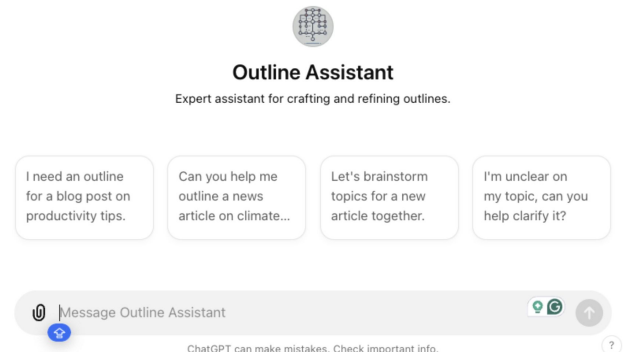 Outline Assistant
Expert assistant for crafting and refining outlines.
I need an outline
for a blog post on
productivity tips.
Can you help me
outline a news
article on climate...
Let's brainstorm
topics for a new
article together.
I'm unclear on
my topic, can you
help clarify it?
Message Outline Assistant
ChatGPT can make mistakes. Check important info.
?